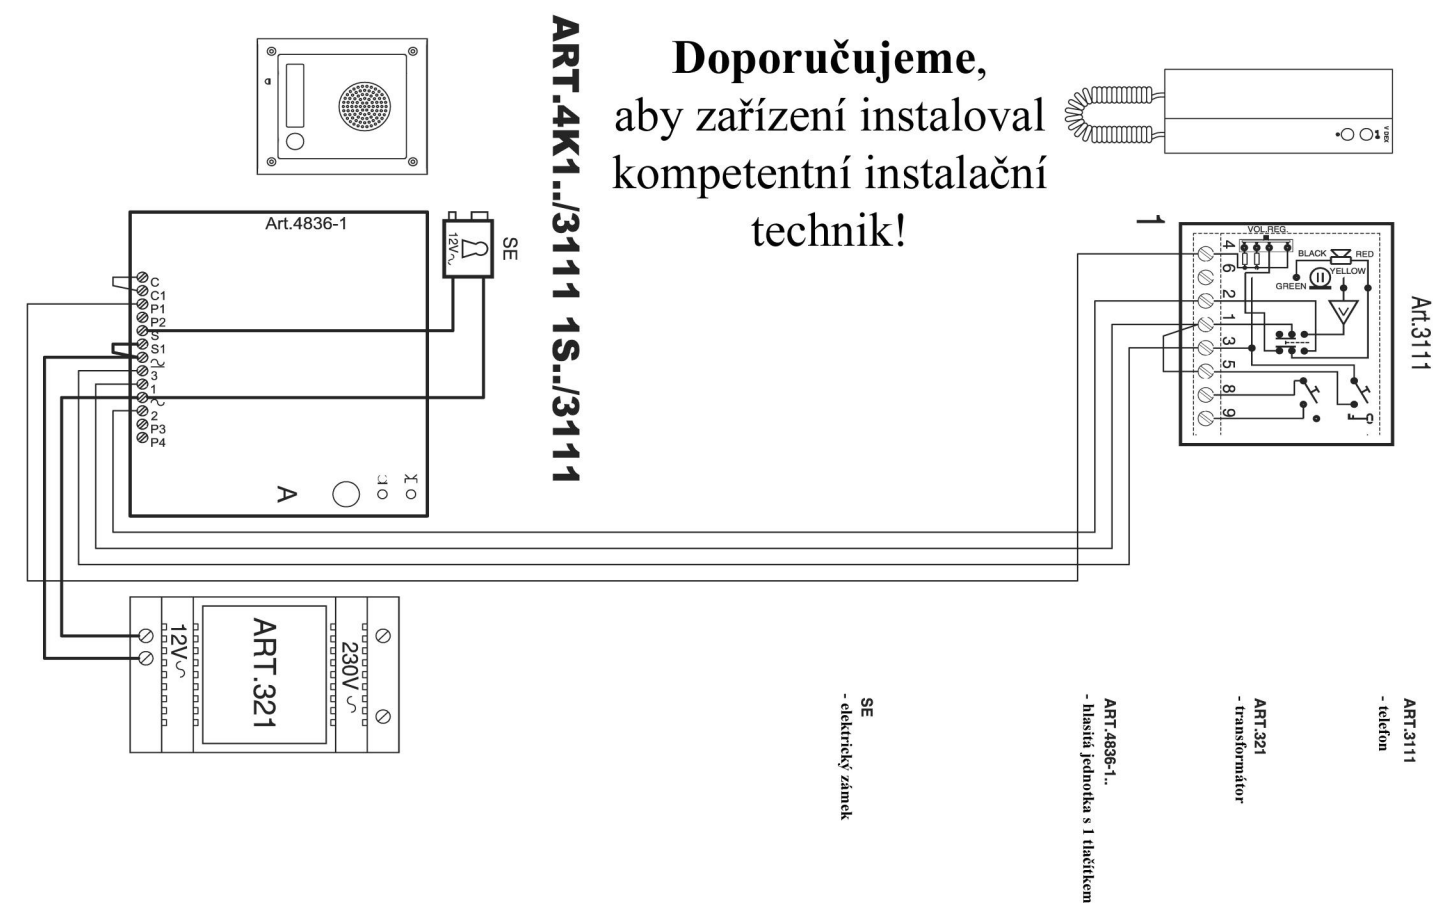 Doporučujeme,
aby zařízení instaloval
kompetentní instalační
technik!
ART.4K1../3111 1S../3111
Art.4836-1
C
C1
P1
P2
S
S1
3
1
2
P3
P4
A
SE
12V~
ART.321
12V~
230V~
VIDEX
1
Art.3111
VOL.REG.
BLACK
RED
YELLOW
GREEN
4
6
2
1
3
5
8
9
ART.3111
- telefon
ART.321
- transformátor
ART.4836-1..
- hlasitá jednotka s 1 tlačítkem
SE
- elektrický zámek